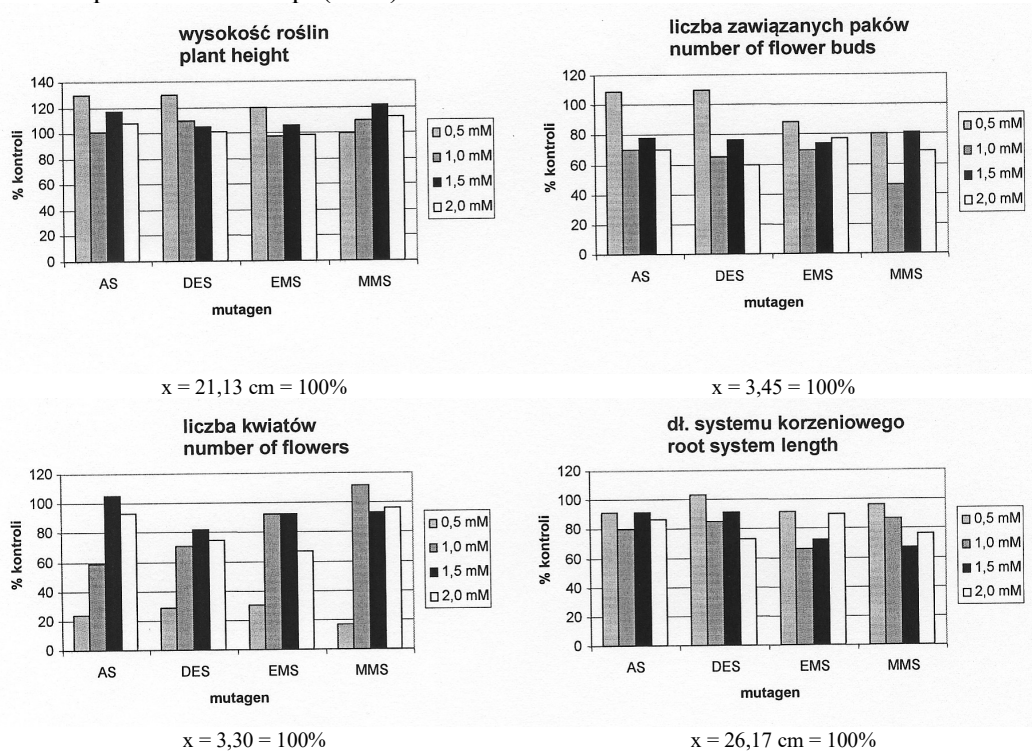 wysokość roślin
plant height
% kontroli
140
120
100
80
60
40
20
0
AS DES EMS MMS
mutagen
0,5 mM
1,0 mM
1,5 mM
2,0 mM
x = 21,13 cm = 100%
liczba zawiązanych paków
number of flower buds
% kontroli
120
100
80
60
40
20
0
AS DES EMS MMS
mutagen
0,5 mM
1,0 mM
1,5 mM
2,0 mM
x = 3,45 = 100%
liczba kwiatów
number of flowers
% kontroli
120
100
80
60
40
20
0
AS DES EMS MMS
mutagen
0,5 mM
1,0 mM
1,5 mM
2,0 mM
x = 3,30 = 100%
dł. systemu korzeniowego
root system length
% kontroli
120
100
80
60
40
20
0
AS DES EMS MMS
mutagen
0,5 mM
1,0 mM
1,5 mM
2,0 mM
x = 26,17 cm = 100%